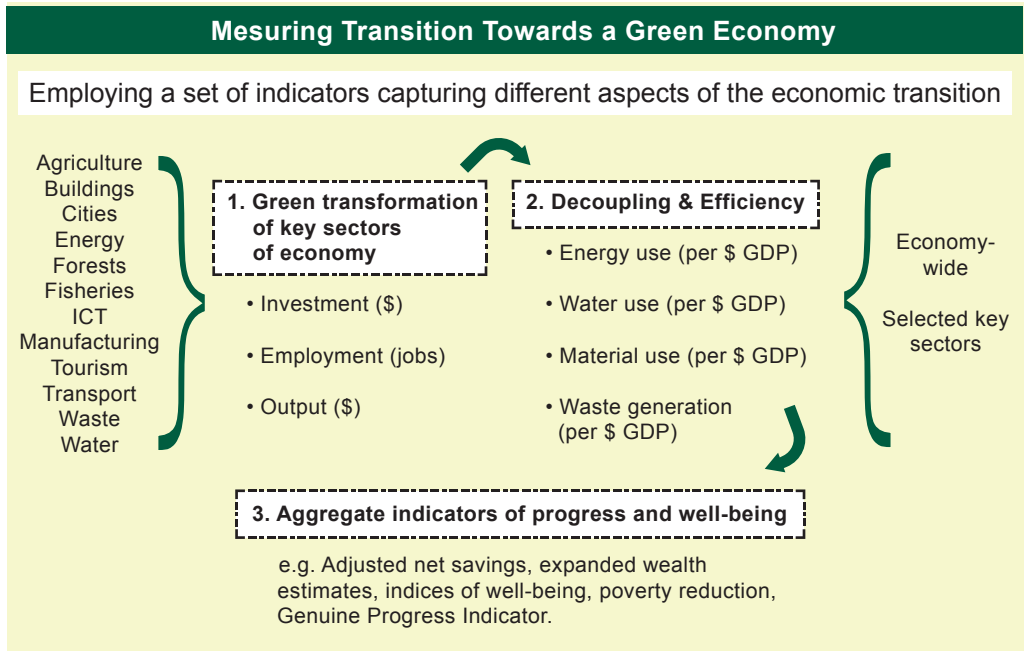 Mesuring Transition Towards a Green Economy
Employing a set of indicators capturing different aspects of the economic transition
Agriculture
Buildings
Cities
Energy
Forests
Fisheries
ICT
Manufacturing
Tourism
Transport
Waste
Water
1. Green transformation
of key sectors
of economy
• Investment ($)
• Employment (jobs)
• Output ($)
2. Decoupling & Efficiency
• Energy use (per $ GDP)
• Water use (per $ GDP)
• Material use (per $ GDP)
• Waste generation
(per $ GDP)
Economy-
wide
Selected key
sectors
3. Aggregate indicators of progress and well-being
e.g. Adjusted net savings, expanded wealth
estimates, indices of well-being, poverty reduction,
Genuine Progress Indicator.